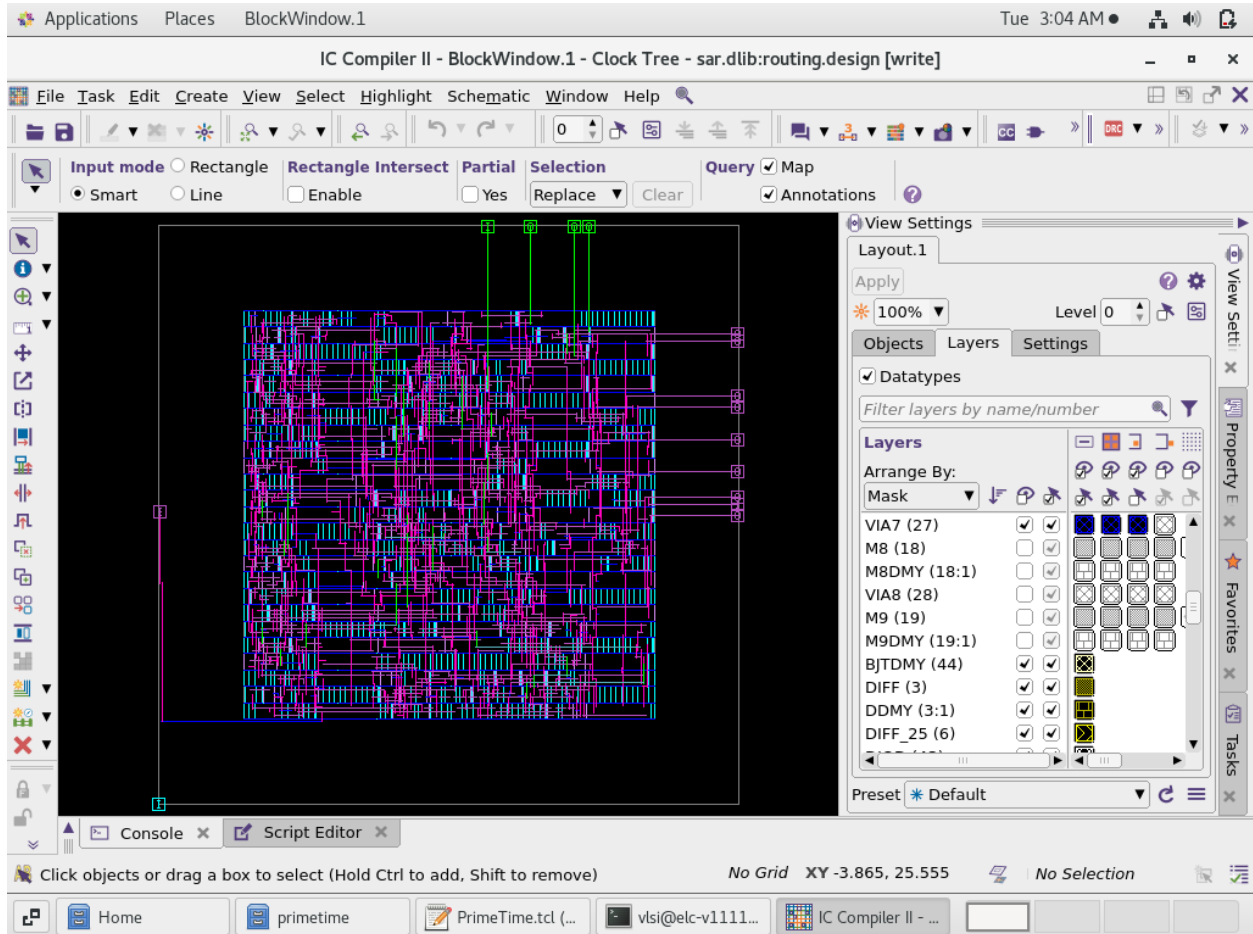 Applications Places BlockWindow.1 Tue 3:04 AM
IC Compiler II - BlockWindow.1 - Clock Tree - sar.dlib:routing.design [write]
File Task Edit Create View Select Highlight Schematic Window Help
0 CC DRC
Input mode Rectangle Rectangle Intersect Partial Selection Query Map
Smart Line Enable Yes Replace Clear Annotations
View Settings
Layout.1
Apply
100% Level 0
Objects Layers Settings
Datatypes
Filter layers by name/number
Layers
Arrange By:
Mask
VIA7 (27)
M8 (18)
M8DMY (18:1)
VIA8 (28)
M9 (19)
M9DMY (19:1)
BJTDMY (44)
DIFF (3)
DDMY (3:1)
DIFF_25 (6)
Preset Default
View Setti
Property E
Favorites
Tasks
Console Script Editor
Click objects or drag a box to select (Hold Ctrl to add, Shift to remove) No Grid XY -3.865, 25.555 No Selection
Home primetime PrimeTime.tcl (... vlsi@elc-v1111... IC Compiler II - ...